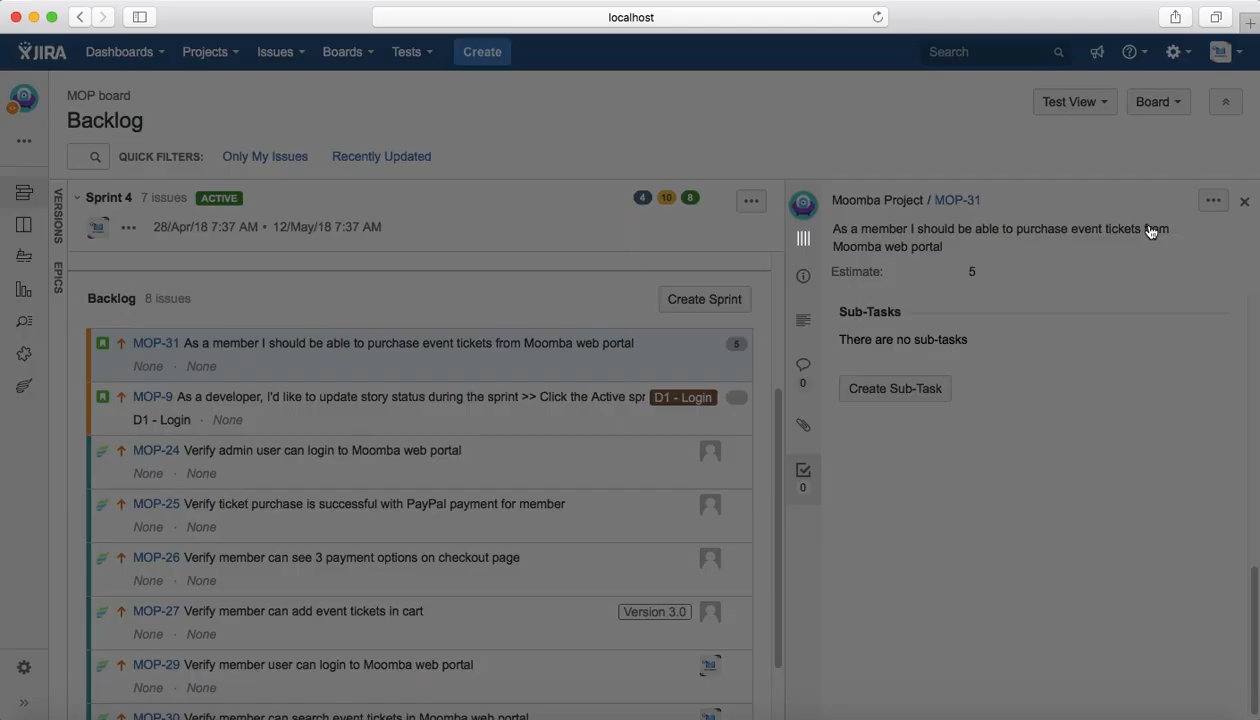 localhost
JIRA Dashboards Projects Issues Boards Tests Create Search
MOP board
Backlog
Test View Board
QUICK FILTERS: Only My Issues Recently Updated
VERSIONS
EPICS
Sprint 4 7 issues ACTIVE 4 10 8
28/Apr/18 7:37 AM • 12/May/18 7:37 AM
Backlog 8 issues Create Sprint
MOP-31 As a member I should be able to purchase event tickets from Moomba web portal 5
None · None
MOP-9 As a developer, I'd like to update story status during the sprint >> Click the Active spr D1 - Login
D1 - Login · None
MOP-24 Verify admin user can login to Moomba web portal
None · None
MOP-25 Verify ticket purchase is successful with PayPal payment for member
None · None
MOP-26 Verify member can see 3 payment options on checkout page
None · None
MOP-27 Verify member can add event tickets in cart Version 3.0
None · None
MOP-29 Verify member user can login to Moomba web portal
None · None
MOP-30 Verify member can search event tickets in Moomba web portal
Moomba Project / MOP-31
As a member I should be able to purchase event tickets from
Moomba web portal
Estimate: 5
Sub-Tasks
There are no sub-tasks
Create Sub-Task
0
0